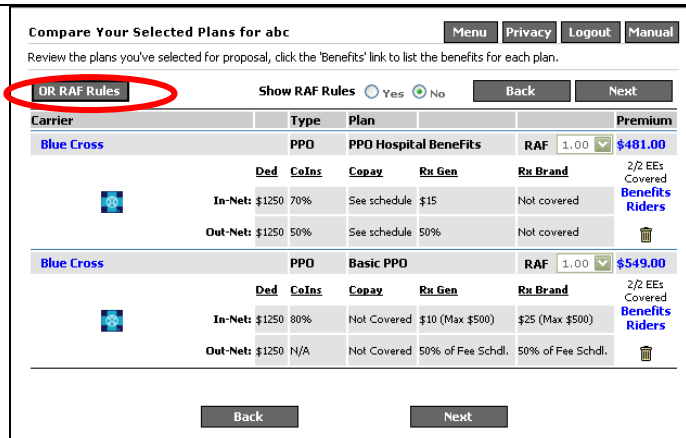 Compare Your Selected Plans for abc Menu Privacy Logout Manual
Review the plans you've selected for proposal, click the 'Benefits' link to list the benefits for each plan.
OR RAF Rules Show RAF Rules Yes No Back Next
Carrier Type Plan Premium
Blue Cross PPO PPO Hospital BeneFits RAF 1.00 $481.00
Ded CoIns Copay Rx Gen Rx Brand 2/2 EEs
Covered
In-Net: $1250 70% See schedule $15 Not covered Benefits
Riders
Out-Net: $1250 50% See schedule 50% Not covered
Blue Cross PPO Basic PPO RAF 1.00 $549.00
Ded CoIns Copay Rx Gen Rx Brand 2/2 EEs
Covered
In-Net: $1250 80% Not Covered $10 (Max $500) $25 (Max $500) Benefits
Riders
Out-Net: $1250 N/A Not Covered 50% of Fee Schdl. 50% of Fee Schdl.
Back Next